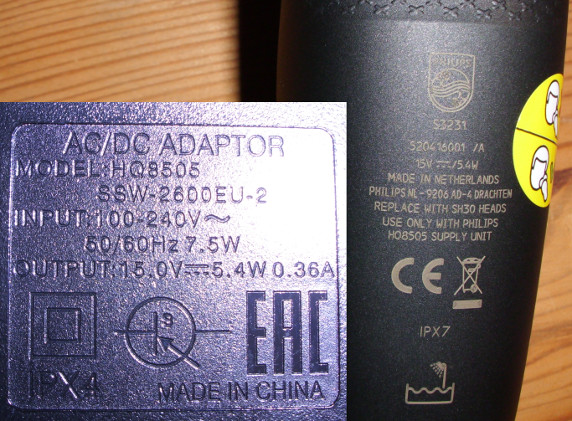 AC/DC ADAPTOR
MODEL:HQ8505
SSW-2600EU-2
INPUT:100-240V~
50/60Hz 7.5W
OUTPUT:15.0V⎓5.4W 0.36A
S
IPX4
EAC
MADE IN CHINA
PHILIPS
S3231
520416001 /A
15V⎓/5.4W
MADE IN NETHERLANDS
PHILIPS NL-9206 AD-4 DRACHTEN
REPLACE WITH SH30 HEADS
USE ONLY WITH PHILIPS
HQ8505 SUPPLY UNIT
CE
IPX7